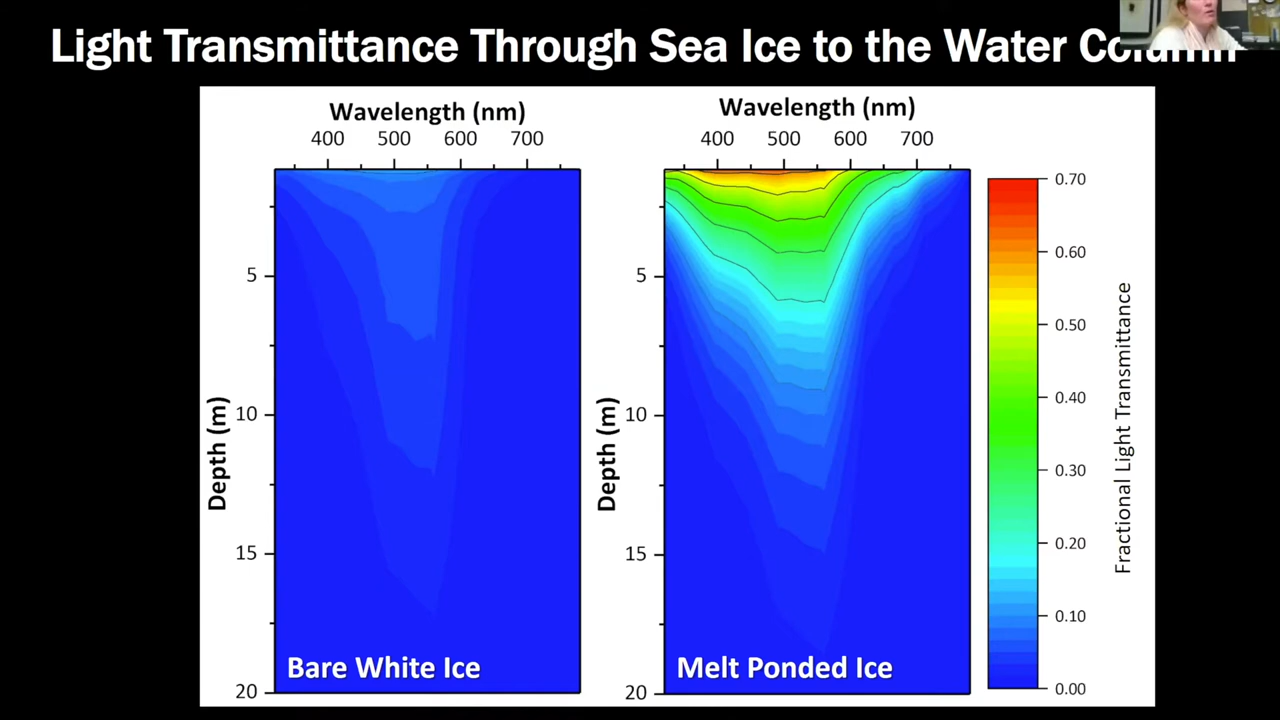 Light Transmittance Through Sea Ice to the Water Column
Wavelength (nm)
400 500 600 700
Depth (m)
5
10
15
20
Bare White Ice
Wavelength (nm)
400 500 600 700
Depth (m)
5
10
15
20
Melt Ponded Ice
0.70
0.60
0.50
0.40
0.30
0.20
0.10
0.00
Fractional Light Transmittance